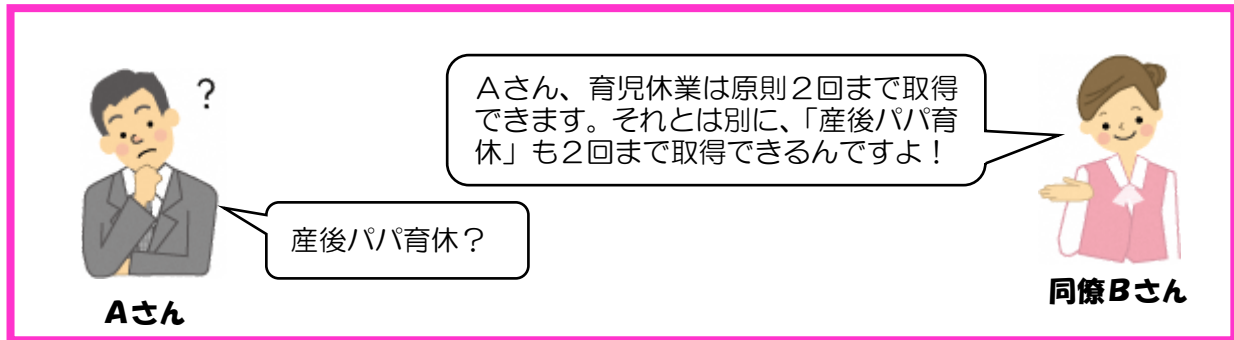 ?
Aさん、育児休業は原則2回まで取得
できます。それとは別に、「産後パパ育
休」も2回まで取得できるんですよ！
産後パパ育休？
Aさん
同僚Bさん